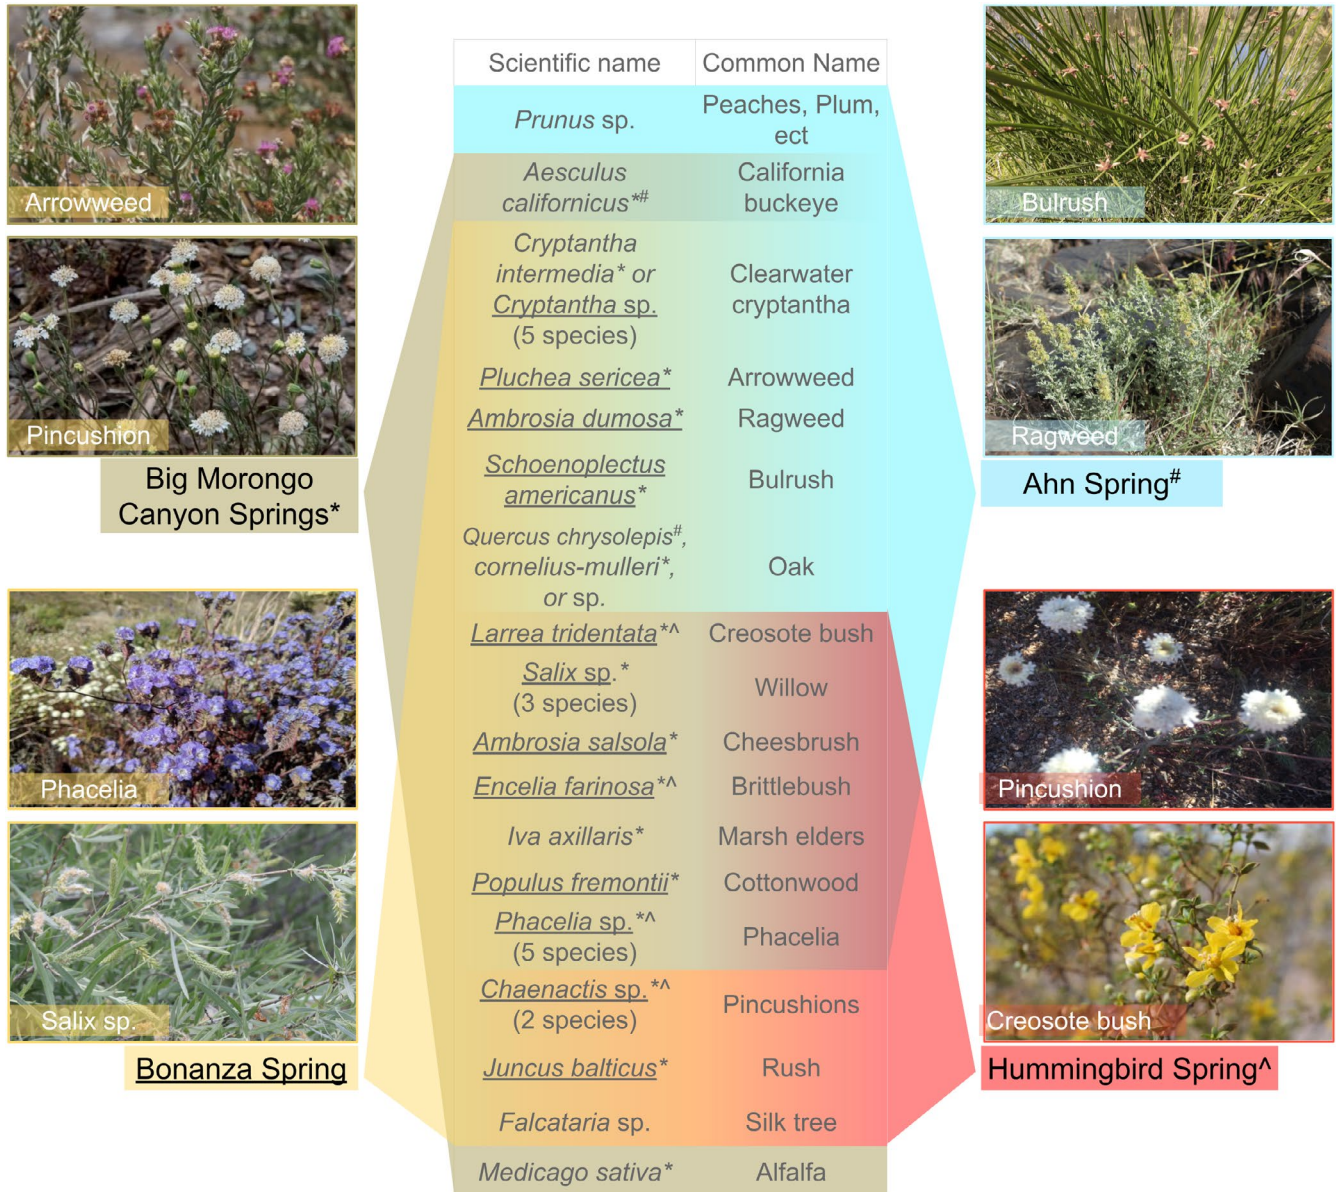 Arrowweed
Pincushion
Big Morongo
Canyon Springs*
Phacelia
Salix sp.
Bonanza Spring
Scientific name Common Name
Prunus sp. Peaches, Plum,
ect
Aesculus California
californicus*# buckeye
Cryptantha
intermedia* or Clearwater
Cryptantha sp. cryptantha
(5 species)
Pluchea sericea* Arrowweed
Ambrosia dumosa* Ragweed
Schoenoplectus
americanus* Bulrush
Quercus chrysolepis#,
cornelius-mulleri*, Oak
or sp.
Larrea tridentata*^ Creosote bush
Salix sp.* Willow
(3 species)
Ambrosia salsola* Cheesbrush
Encelia farinosa*^ Brittlebush
Iva axillaris* Marsh elders
Populus fremontii* Cottonwood
Phacelia sp.*^ Phacelia
(5 species)
Chaenactis sp.*^ Pincushions
(2 species)
Juncus balticus* Rush
Falcataria sp. Silk tree
Medicago sativa* Alfalfa
Bulrush
Ragweed
Ahn Spring#
Pincushion
Creosote bush
Hummingbird Spring^